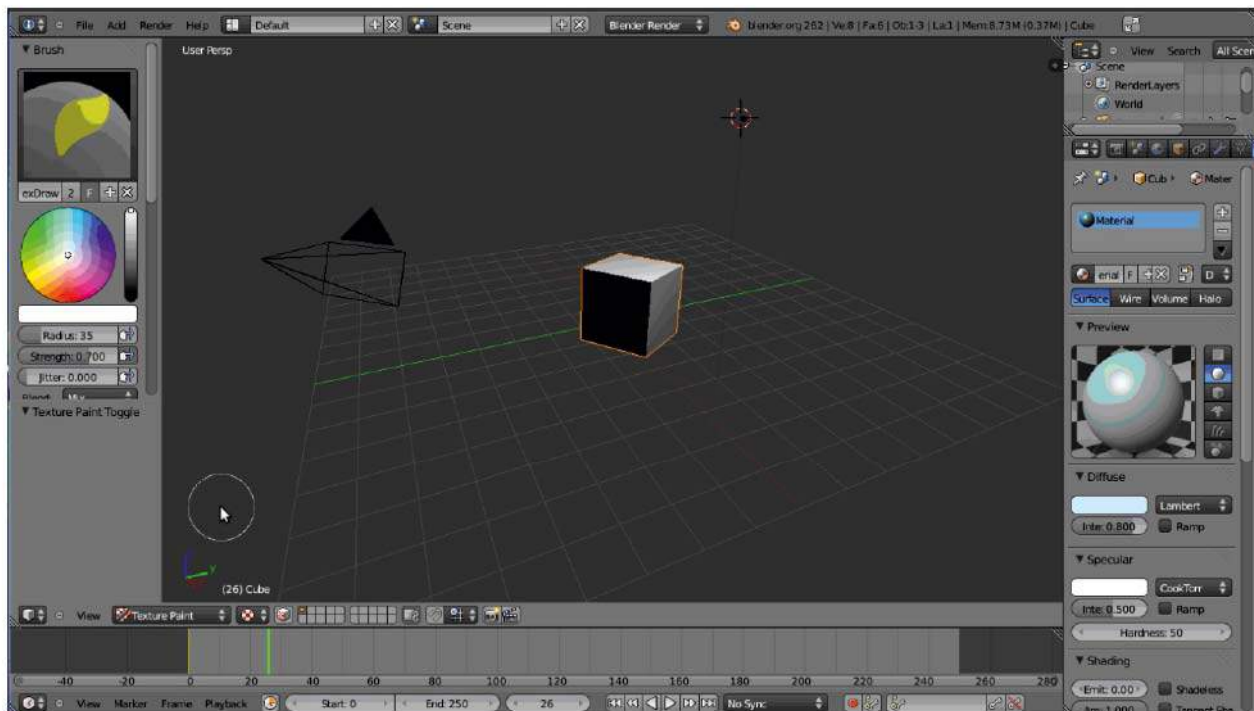 File Add Render Help Default Scene Blender Render blender.org 262 | Ve:8 | Fa:6 | Ob:1-3 | La:1 | Mem:8.73M (0.37M) | Cube
Brush
User Persp
exDraw 2 F
Radius: 35
Strength: 0.700
Jitter: 0.000
Blend: Mix
Texture Paint Toggle
(26) Cube
View Texture Paint
-40 -20 0 20 40 60 80 100 120 140 160 180 200 220 240 260 280
View Marker Frame Playback Start: 0 End: 250 26 No Sync
View Search All Scen
Scene
RenderLayers
World
Cub Mater
Material
erial F D
Surface Wire Volume Halo
Preview
Diffuse
Lambert
Inte: 0.800 Ramp
Specular
CookTorr
Inte: 0.500 Ramp
Hardness: 50
Shading
Emit: 0.00 Shadeless